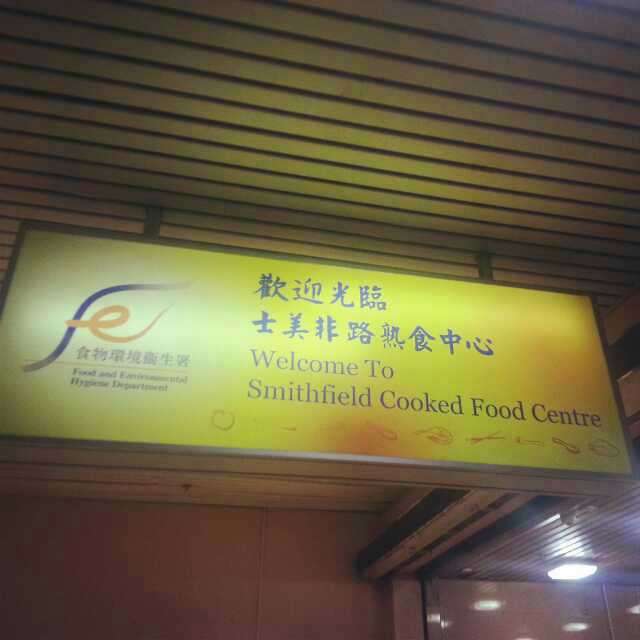 食物環境衞生署
Food and Environmental
Hygiene Department
歡迎光臨
士美非路熟食中心
Welcome To
Smithfield Cooked Food Centre